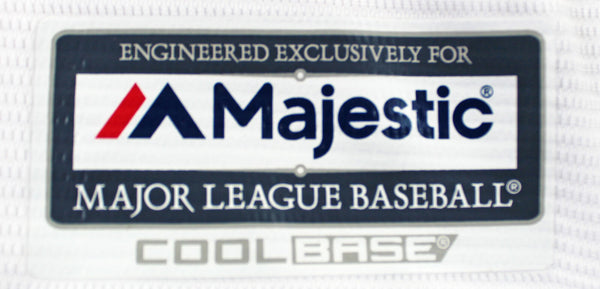 ENGINEERED EXCLUSIVELY FOR
Majestic®
MAJOR LEAGUE BASEBALL®
COOLBASE®